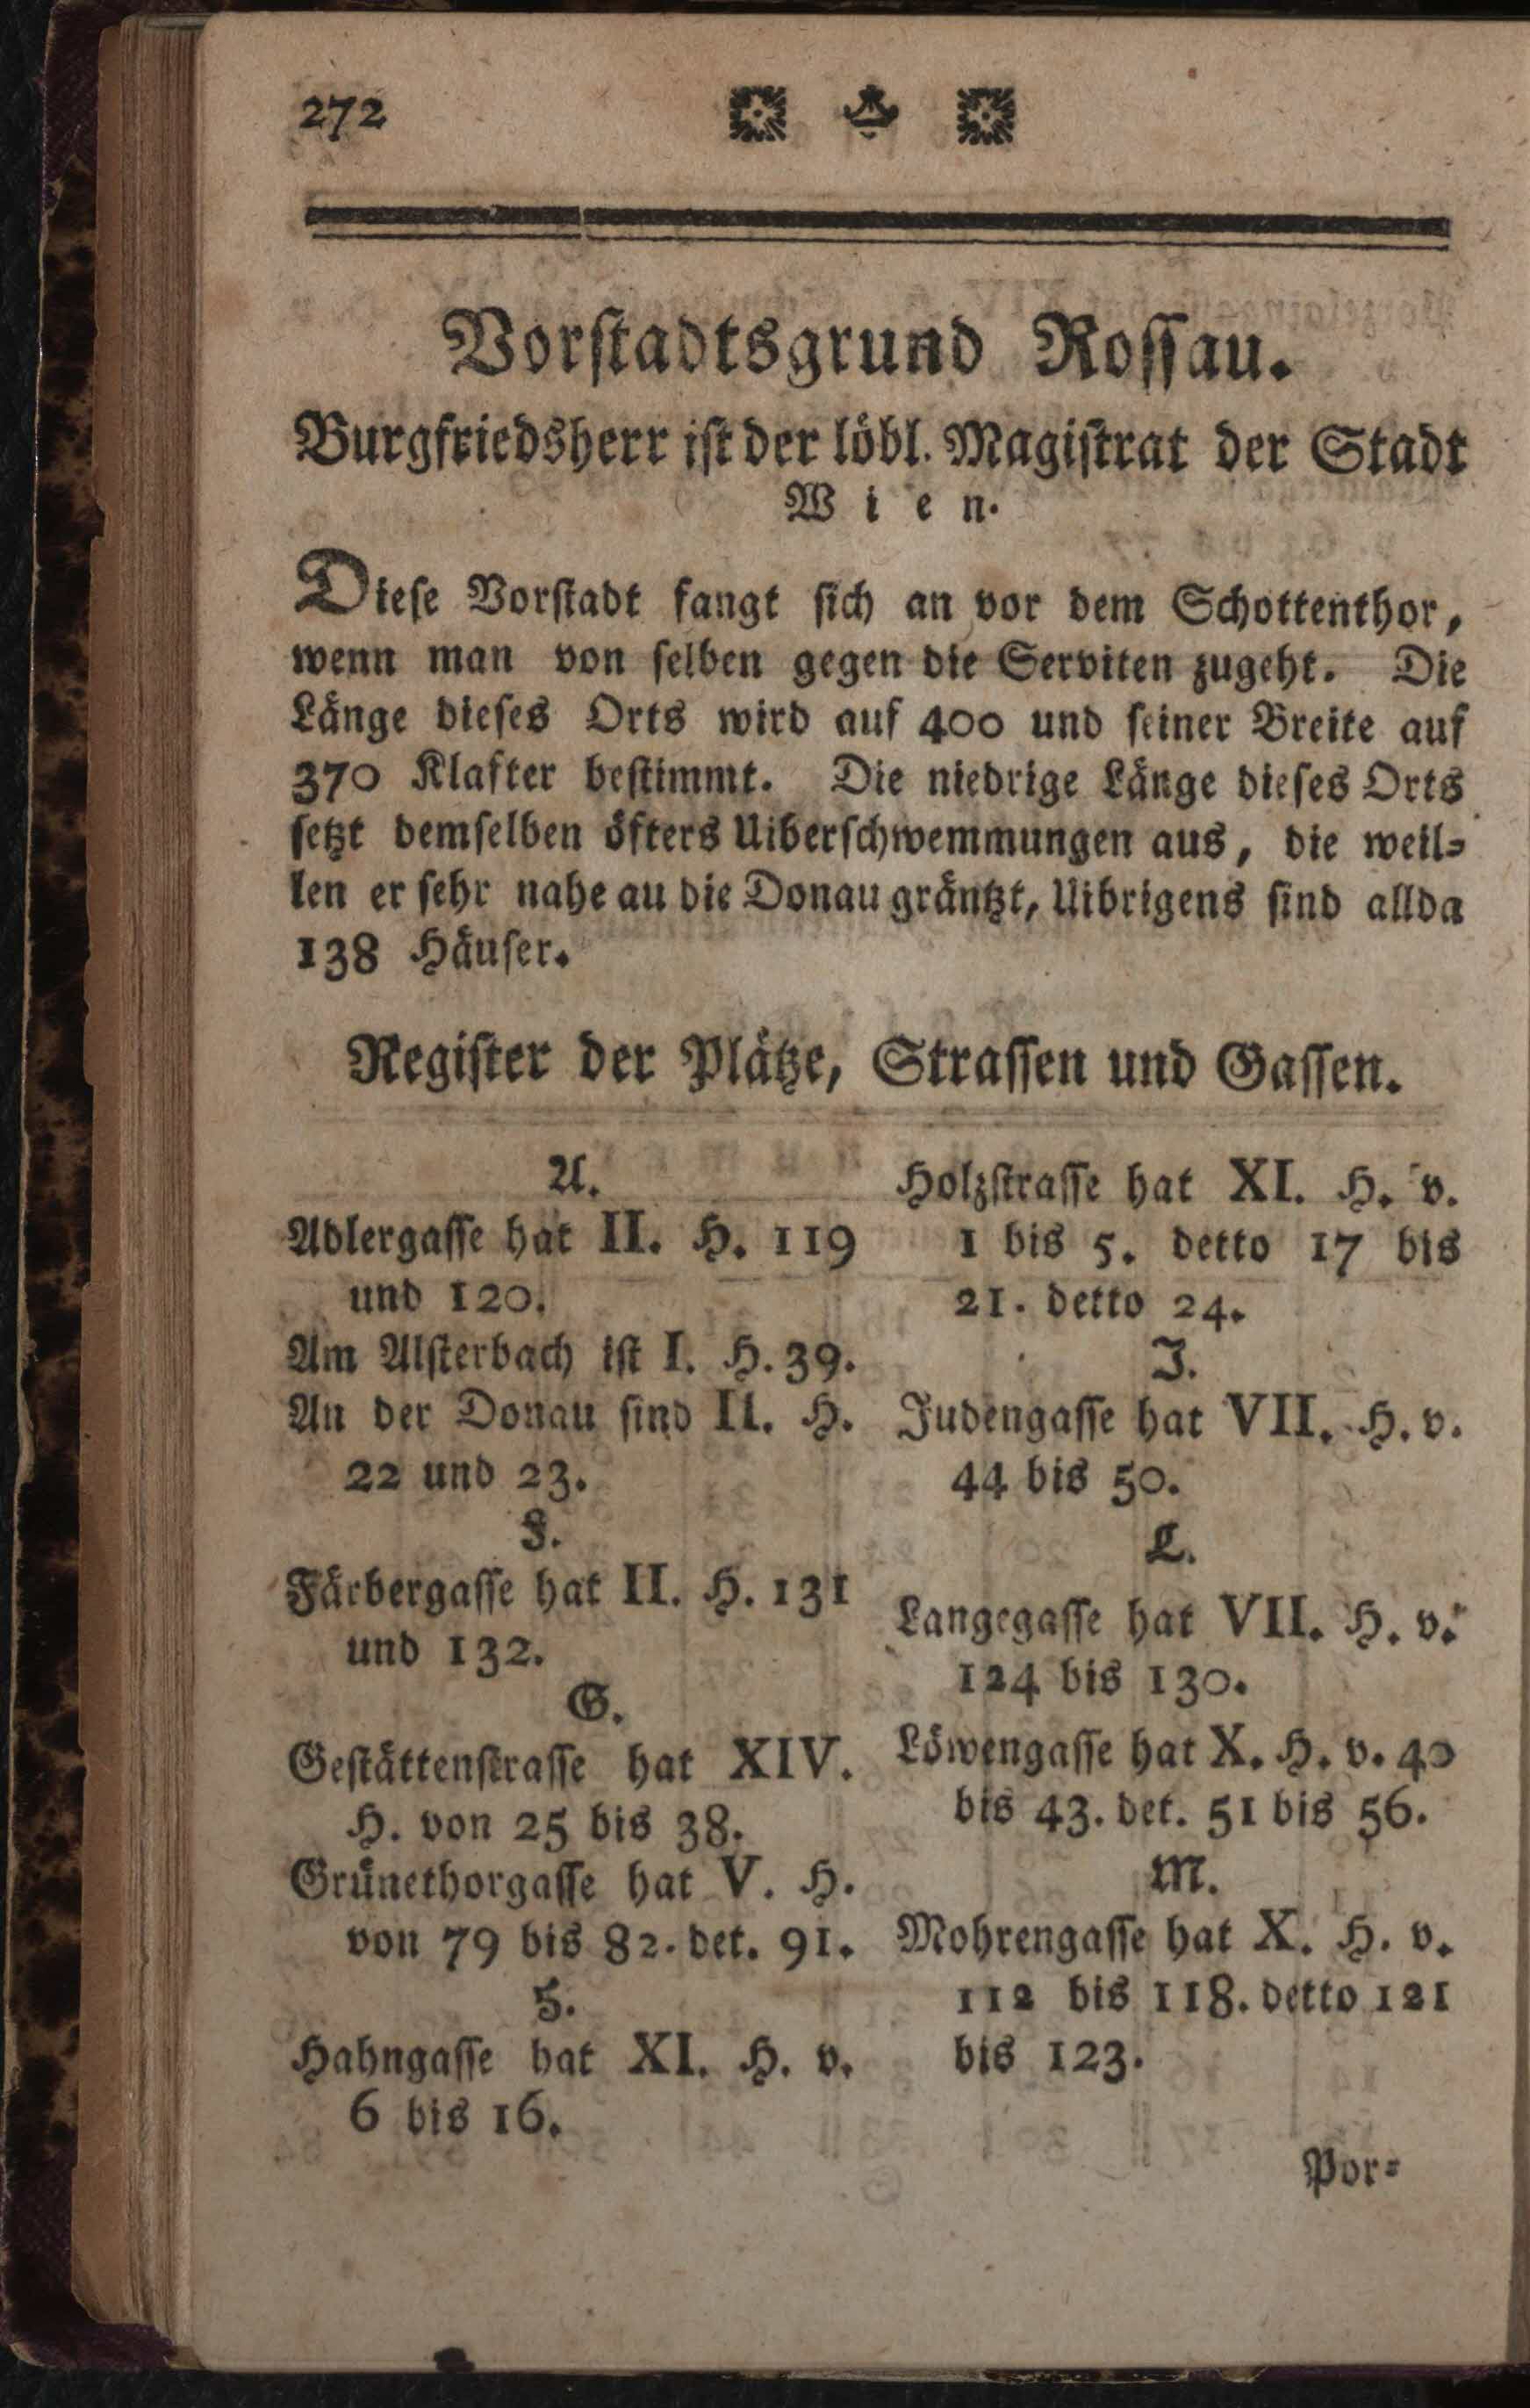 272
Vorstadtsgrund Rossau.
Burgfriedsherr ist der löbl. Magistrat der Stadt
Wien.
Diese Vorstadt fangt sich an vor dem Schottenthor,
wenn man von selben gegen die Serviten zugeht. Die
Länge dieses Orts wird auf 400 und seiner Breite auf
370 Klafter bestimmt. Die niedrige Länge dieses Orts
setzt demselben öfters Uiberschwemmungen aus, die weil-
len er sehr nahe au die Donau gräntzt, Uibrigens sind allda
138 Häuser.
Register der Plätze, Strassen und Gassen.
A.
Adlergasse hat II. H. 119
und 120.
Am Alsterbach ist I. H. 39.
An der Donau sind II. H.
22 und 23.
F.
Färbergasse hat II. H. 131
und 132.
G.
Gestättenstrasse hat XIV.
H. von 25 bis 38.
Grünethorgasse hat V. H.
von 79 bis 82. det. 91.
H.
Hahngasse hat XI. H. v.
6 bis 16.
Holzstrasse hat XI. H. v.
1 bis 5. detto 17 bis
21. detto 24.
J.
Judengasse hat VII. H. v.
44 bis 50.
L.
Langegasse hat VII. H. v.
124 bis 130.
Löwengasse hat X. H. v. 40
bis 43. det. 51 bis 56.
M.
Mohrengasse hat X. H. v.
112 bis 118. detto 121
bis 123.
Por-